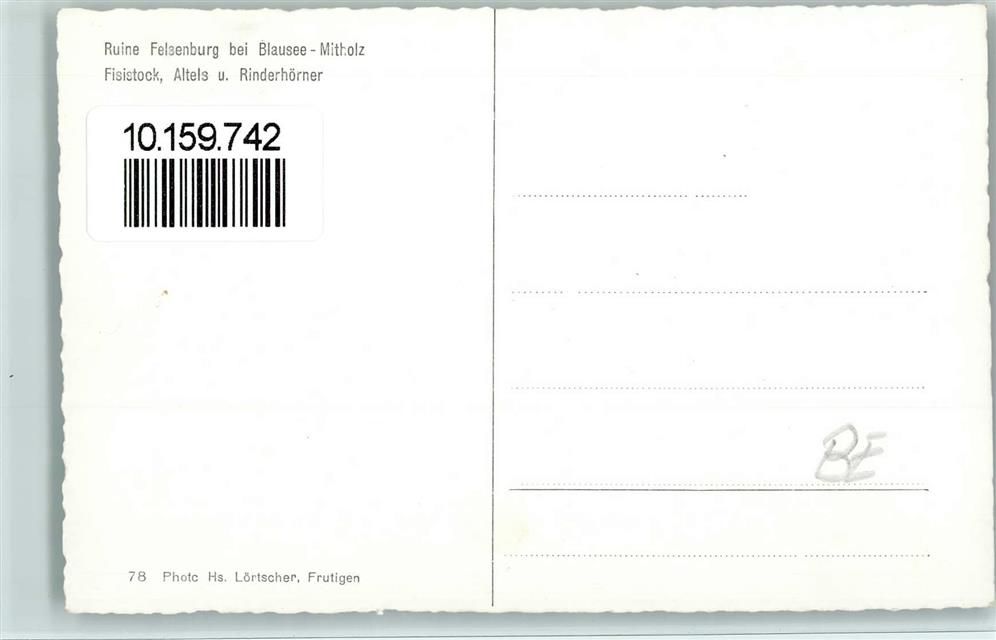 Ruine Felsenburg bei Blausee - Mitholz
Fisistock, Altels u. Rinderhörner
10.159.742
BE
78 Photo Hs. Lörtscher, Frutigen